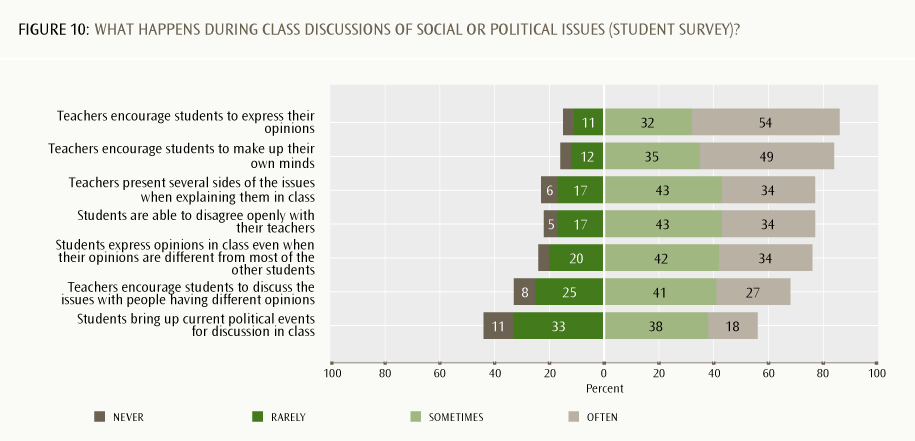 FIGURE 10: WHAT HAPPENS DURING CLASS DISCUSSIONS OF SOCIAL OR POLITICAL ISSUES (STUDENT SURVEY)?
Teachers encourage students to express their
opinions
11 32 54
Teachers encourage students to make up their
own minds
12 35 49
Teachers present several sides of the issues
when explaining them in class
6 17 43 34
Students are able to disagree openly with
their teachers
5 17 43 34
Students express opinions in class even when
their opinions are different from most of the
other students
20 42 34
Teachers encourage students to discuss the
issues with people having different opinions
8 25 41 27
Students bring up current political events
for discussion in class
11 33 38 18
100 80 60 40 20 0 20 40 60 80 100
Percent
NEVER RARELY SOMETIMES OFTEN